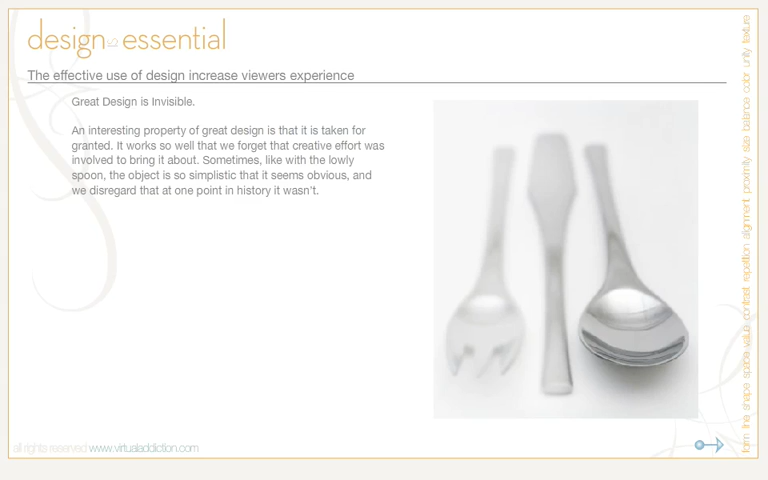 design is essential
The effective use of design increase viewers experience
Great Design is Invisible.
An interesting property of great design is that it is taken for
granted. It works so well that we forget that creative effort was
involved to bring it about. Sometimes, like with the lowly
spoon, the object is so simplistic that it seems obvious, and
we disregard that at one point in history it wasn't.
form line shape space value contrast repetition alignment proximity size balance color unity texture
all rights reserved www.virtualaddiction.com